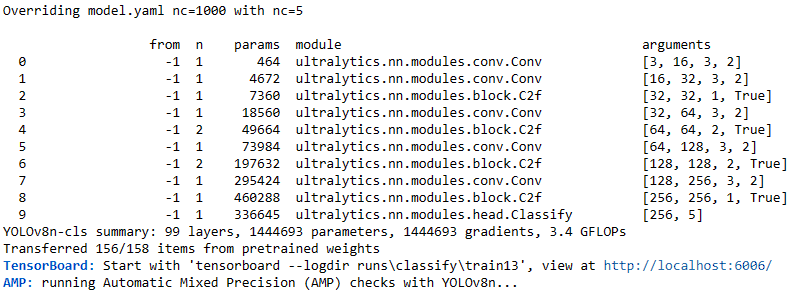 Overriding model.yaml nc=1000 with nc=5
from n params module arguments
0 -1 1 464 ultralytics.nn.modules.conv.Conv [3, 16, 3, 2]
1 -1 1 4672 ultralytics.nn.modules.conv.Conv [16, 32, 3, 2]
2 -1 1 7360 ultralytics.nn.modules.block.C2f [32, 32, 1, True]
3 -1 1 18560 ultralytics.nn.modules.conv.Conv [32, 64, 3, 2]
4 -1 2 49664 ultralytics.nn.modules.block.C2f [64, 64, 2, True]
5 -1 1 73984 ultralytics.nn.modules.conv.Conv [64, 128, 3, 2]
6 -1 2 197632 ultralytics.nn.modules.block.C2f [128, 128, 2, True]
7 -1 1 295424 ultralytics.nn.modules.conv.Conv [128, 256, 3, 2]
8 -1 1 460288 ultralytics.nn.modules.block.C2f [256, 256, 1, True]
9 -1 1 336645 ultralytics.nn.modules.head.Classify [256, 5]
YOLOv8n-cls summary: 99 layers, 1444693 parameters, 1444693 gradients, 3.4 GFLOPs
Transferred 156/158 items from pretrained weights
TensorBoard: Start with 'tensorboard --logdir runs\classify\train13', view at http://localhost:6006/
AMP: running Automatic Mixed Precision (AMP) checks with YOLOv8n...